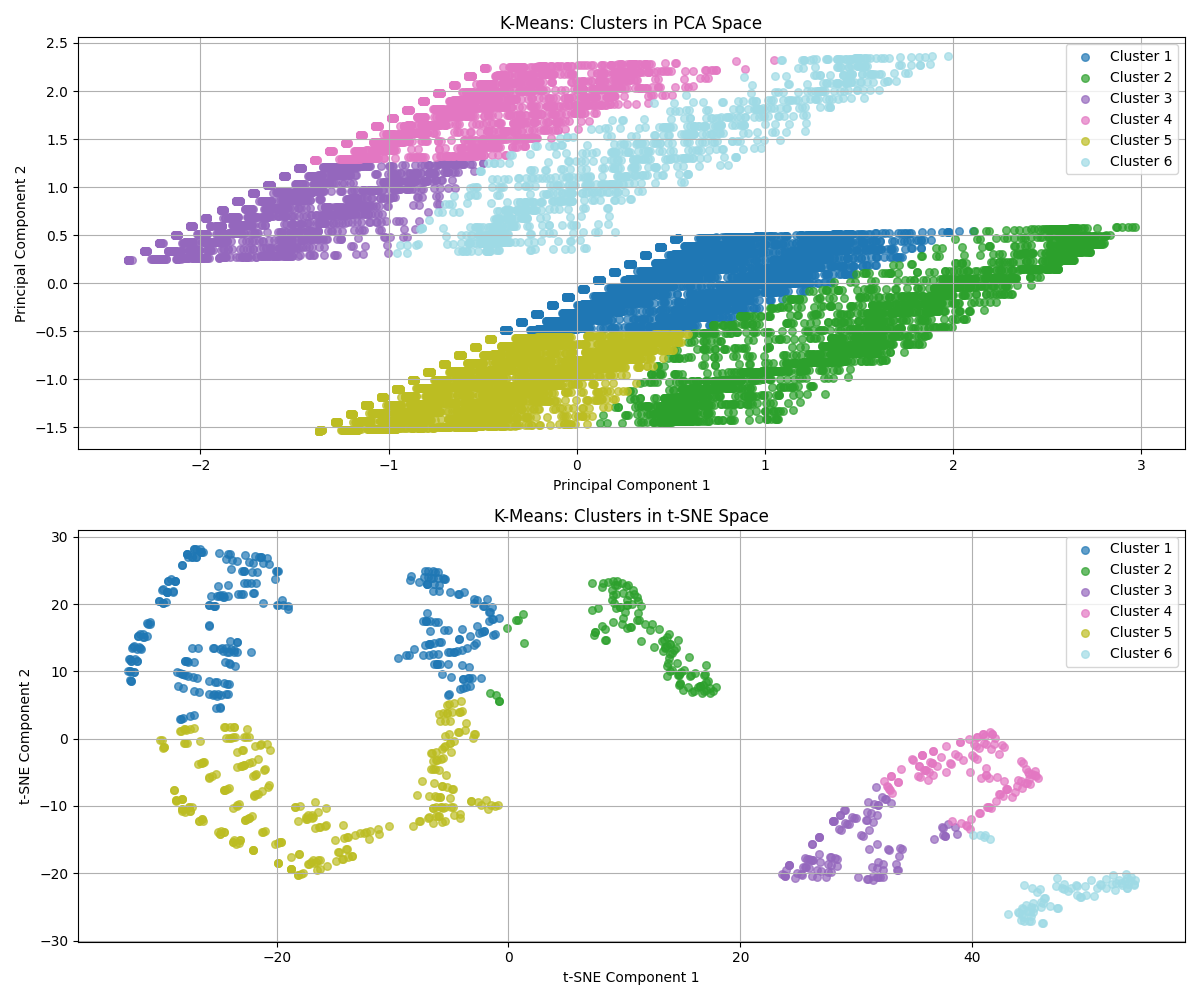 K-Means: Clusters in PCA Space
2.5
2.0
1.5
1.0
0.5
0.0
−0.5
−1.0
−1.5
Principal Component 2
Cluster 1
Cluster 2
Cluster 3
Cluster 4
Cluster 5
Cluster 6
−2
−1
0
1
2
3
Principal Component 1
K-Means: Clusters in t-SNE Space
30
20
10
0
−10
−20
−30
t-SNE Component 2
Cluster 1
Cluster 2
Cluster 3
Cluster 4
Cluster 5
Cluster 6
−20
0
20
40
t-SNE Component 1